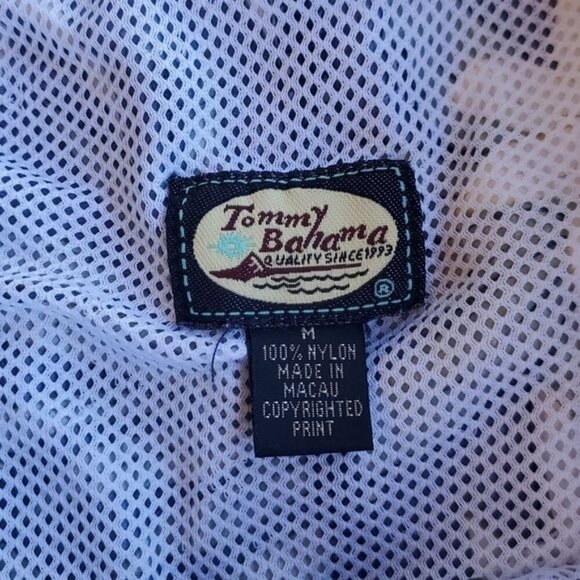 Tommy
Bahama
QUALITY SINCE 1993
®
M
100% NYLON
MADE IN
MACAU
COPYRIGHTED
PRINT